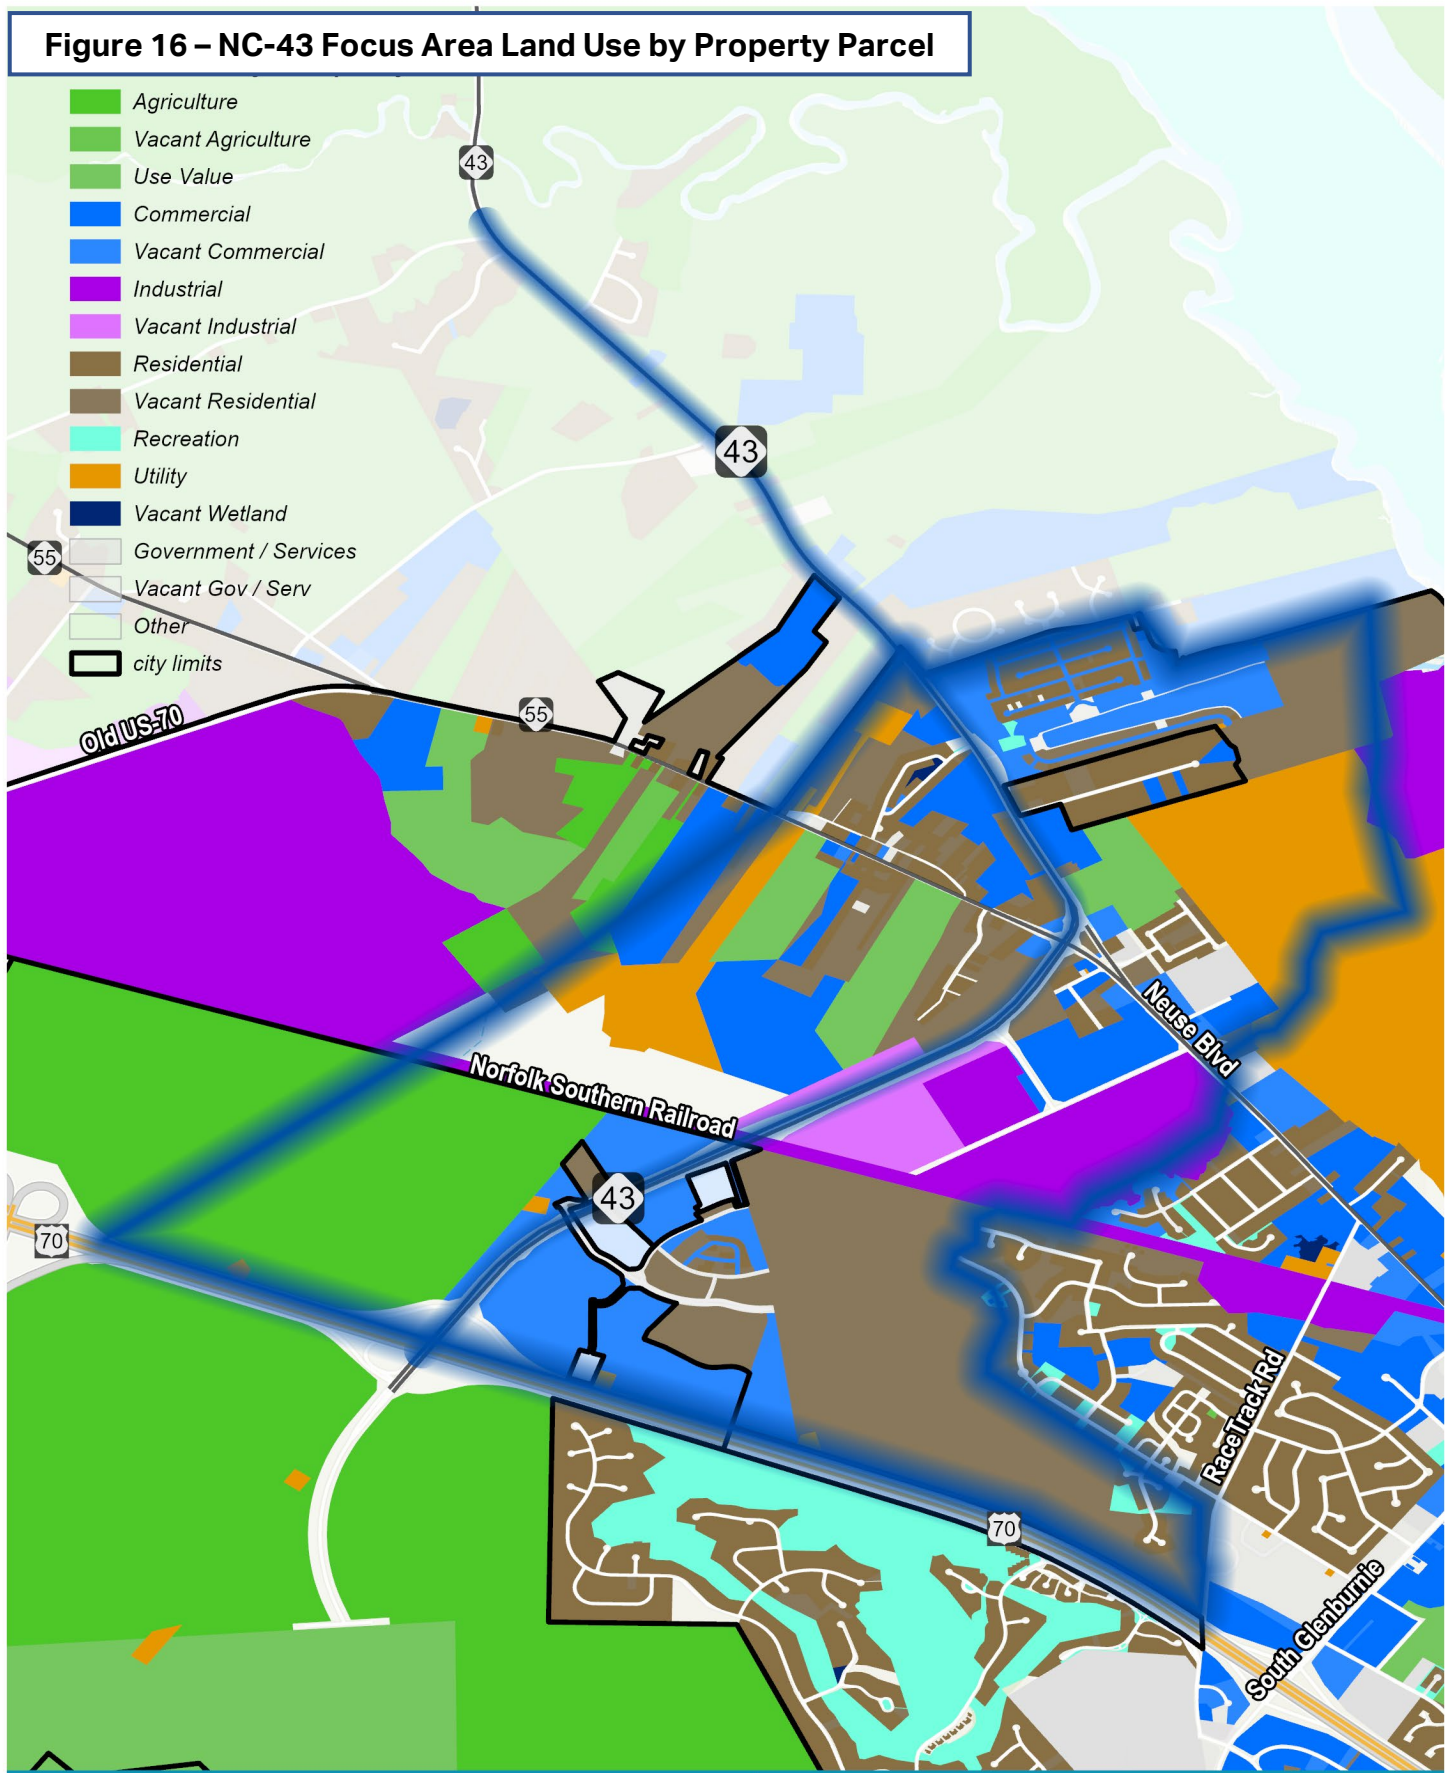 Figure 16 – NC-43 Focus Area Land Use by Property Parcel
Agriculture
Vacant Agriculture
Use Value
Commercial
Vacant Commercial
Industrial
Vacant Industrial
Residential
Vacant Residential
Recreation
Utility
Vacant Wetland
Government / Services
Vacant Gov / Serv
Other
city limits
43
43
55
Old US-70
55
Neuse Blvd
Norfolk Southern Railroad
43
70
RaceTrack Rd
70
South Glenburnie